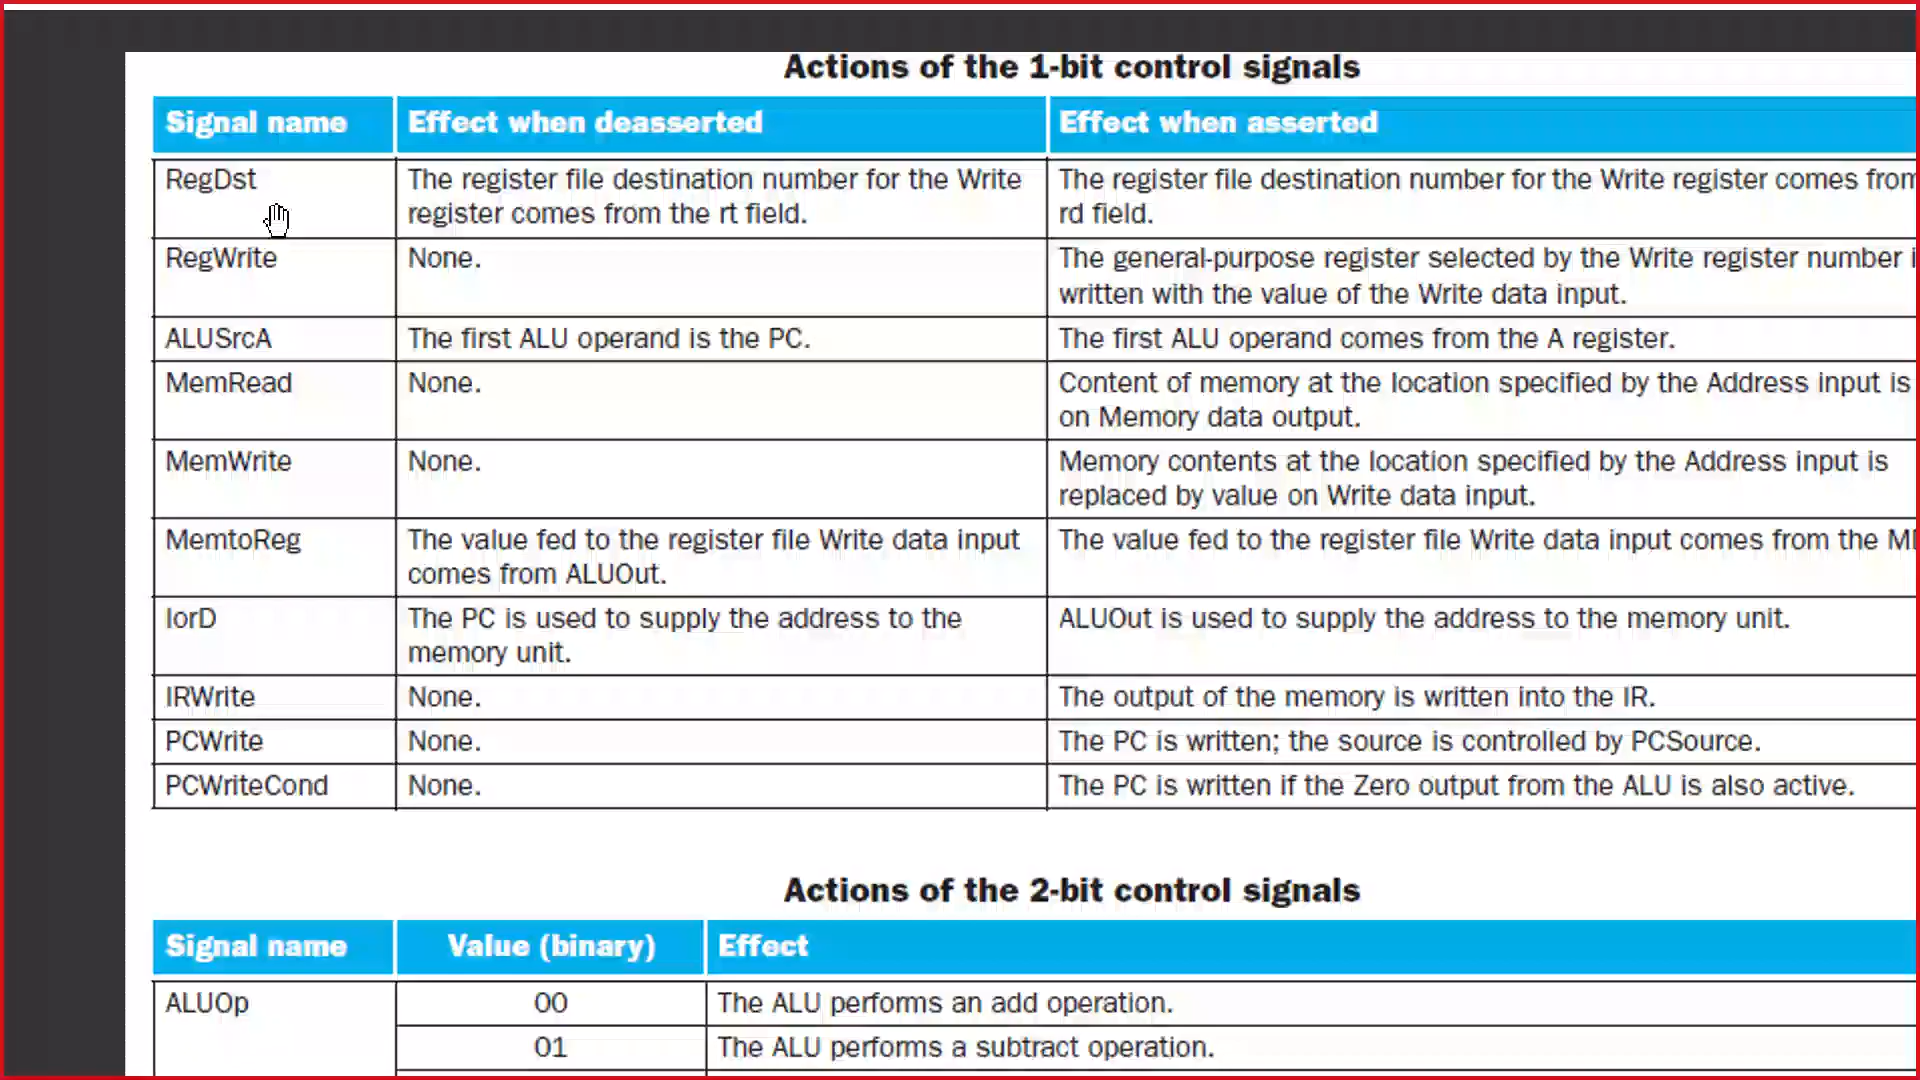 Actions of the 1-bit control signals
Signal name Effect when deasserted Effect when asserted
RegDst The register file destination number for the Write The register file destination number for the Write register comes from
register comes from the rt field. rd field.
RegWrite None. The general-purpose register selected by the Write register number
written with the value of the Write data input.
ALUSrcA The first ALU operand is the PC. The first ALU operand comes from the A register.
MemRead None. Content of memory at the location specified by the Address input is
on Memory data output.
MemWrite None. Memory contents at the location specified by the Address input is
replaced by value on Write data input.
MemtoReg The value fed to the register file Write data input The value fed to the register file Write data input comes from the
comes from ALUOut.
IorD The PC is used to supply the address to the ALUOut is used to supply the address to the memory unit.
memory unit.
IRWrite None. The output of the memory is written into the IR.
PCWrite None. The PC is written; the source is controlled by PCSource.
PCWriteCond None. The PC is written if the Zero output from the ALU is also active.
Actions of the 2-bit control signals
Signal name Value (binary) Effect
ALUOp 00 The ALU performs an add operation.
01 The ALU performs a subtract operation.